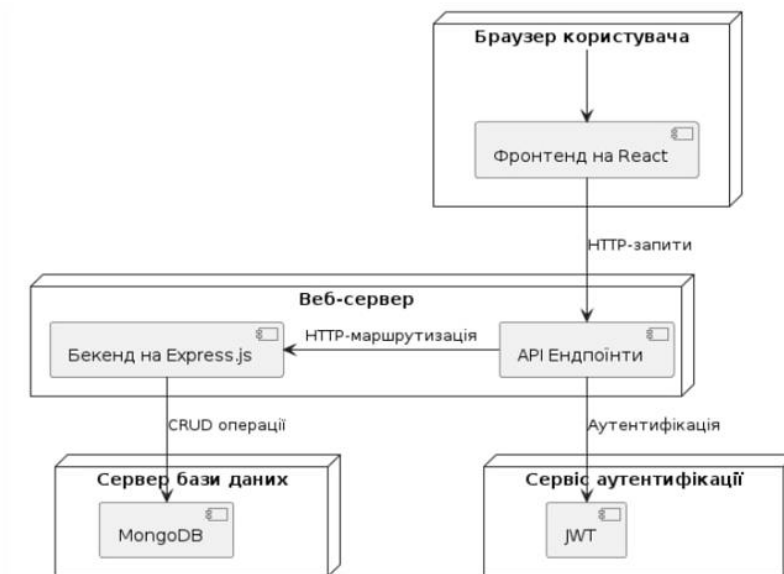 Браузер користувача
Фронтенд на React
HTTP-запити
Веб-сервер
Бекенд на Express.js
HTTP-маршрутизація
API Ендпоїнти
CRUD операції
Аутентифікація
Сервер бази даних
Сервіс аутентифікації
MongoDB
JWT